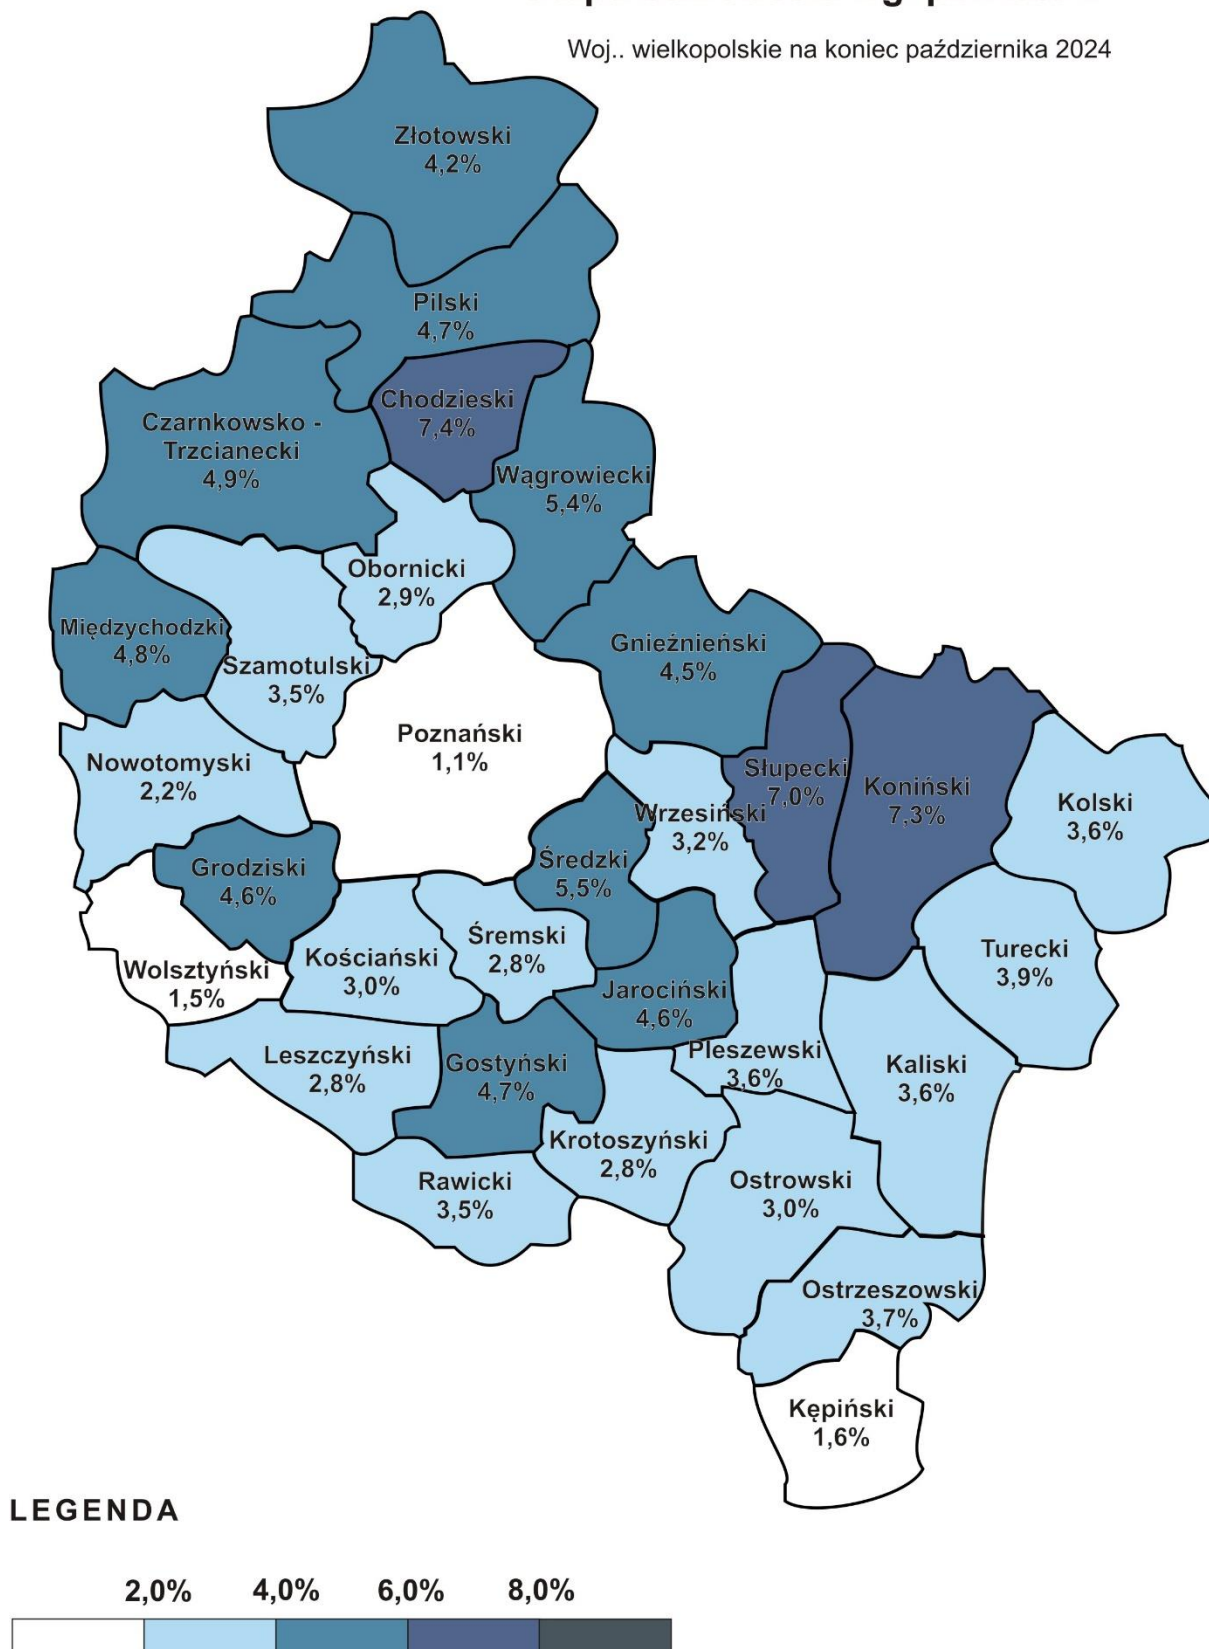 Woj.. wielkopolskie na koniec października 2024
Złotowski
4,2%
Pilski
4,7%
Chodzieski
7,4%
Czarnkowsko -
Trzcianecki
4,9%
Wągrowiecki
5,4%
Obornicki
2,9%
Międzychodzki
4,8%
Szamotulski
3,5%
Gnieźnieński
4,5%
Poznański
1,1%
Nowotomyski
2,2%
Słupecki
7,0%
Koniński
7,3%
Kolski
3,6%
Wrzesiński
3,2%
Grodziski
4,6%
Średzki
5,5%
Wolsztyński
1,5%
Kościański
3,0%
Śremski
2,8%
Turecki
3,9%
Jarociński
4,6%
Leszczyński
2,8%
Gostyński
4,7%
Pleszewski
3,6%
Kaliski
3,6%
Krotoszyński
2,8%
Rawicki
3,5%
Ostrowski
3,0%
Ostrzeszowski
3,7%
Kępiński
1,6%
LEGENDA
2,0% 4,0% 6,0% 8,0%